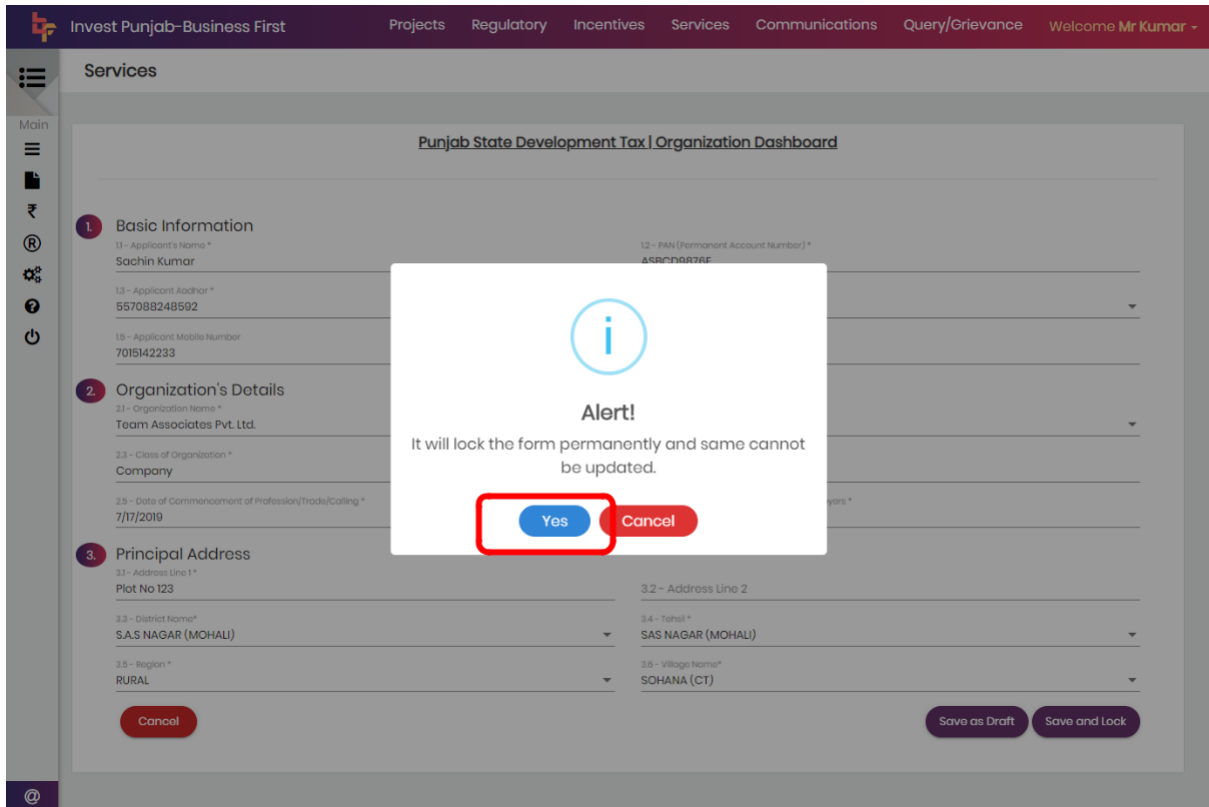 Invest Punjab-Business First
Projects Regulatory Incentives Services Communications Query/Grievance Welcome Mr Kumar
Services
Main
Punjab State Development Tax | Organization Dashboard
1. Basic Information
1.1 - Applicant's Name * 1.2 - PAN (Permanent Account Number) *
Sachin Kumar ASBCD9876F
1.3 - Applicant Aadhar *
557088248592
1.5 - Applicant Mobile Number
7015142233
2. Organization's Details
2.1 - Organization Name *
Team Associates Pvt. Ltd.
2.3 - Class of Organization *
Company
2.5 - Date of Commencement of Profession/Trade/Calling *
7/17/2019
i
Alert!
It will lock the form permanently and same cannot
be updated.
Yes Cancel
3. Principal Address
3.1 - Address Line 1 *
Plot No 123 3.2 - Address Line 2
3.3 - District Name* 3.4 - Tehsil *
S.A.S NAGAR (MOHALI) SAS NAGAR (MOHALI)
3.5 - Region * 3.6 - Village Name*
RURAL SOHANA (CT)
Cancel Save as Draft Save and Lock
@